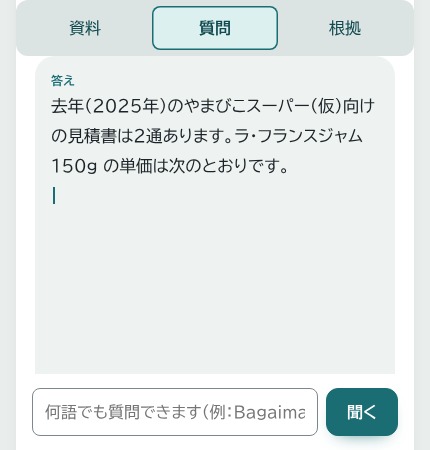 資料
質問
根拠
答え
去年（2025年）のやまびこスーパー（仮）向け
の見積書は2通あります。ラ・フランスジャム
150g の単価は次のとおりです。
何語でも質問できます（例：Bagaima
聞く